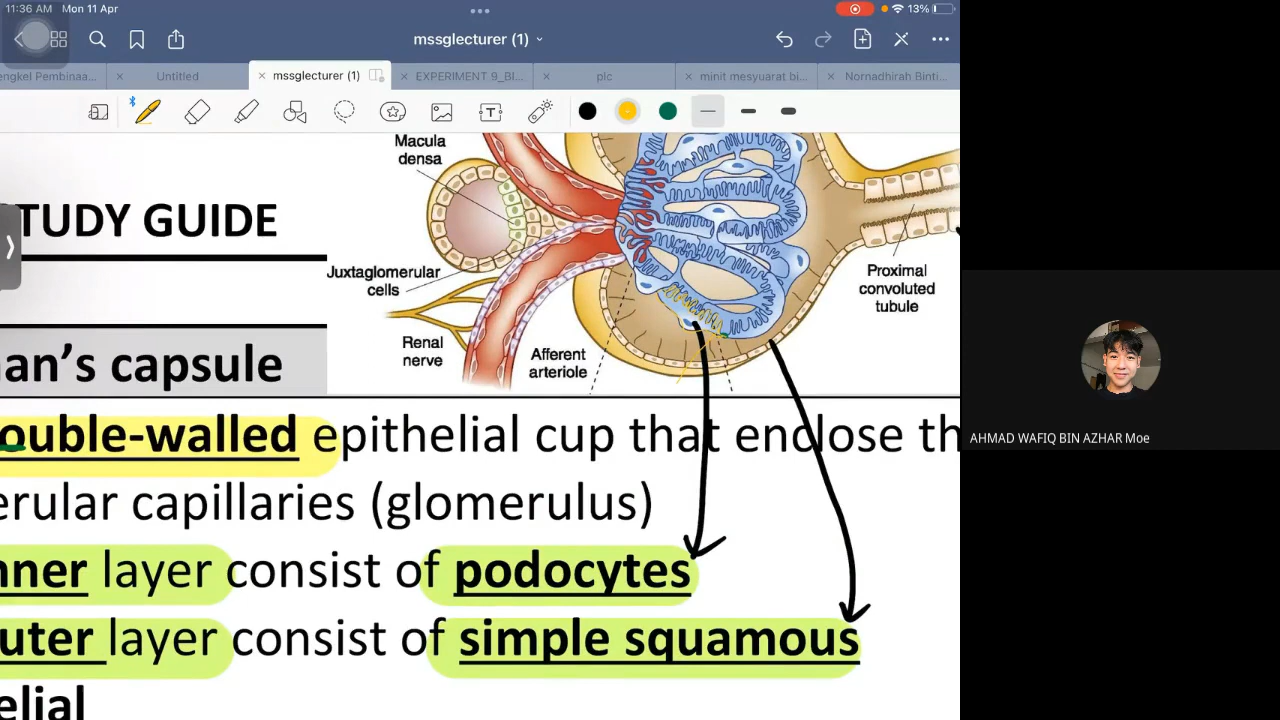 11:36 AM Mon 11 Apr
13%
mssglecturer (1)
engkel Pembinaa...
Untitled
mssglecturer (1)
EXPERIMENT 9_BI...
plc
minit mesyuarat bi...
Nornadhirah Binti...
Macula
densa
TUDY GUIDE
Juxtaglomerular
cells
Proximal
convoluted
tubule
Renal
nerve
Afferent
arteriole
an's capsule
ouble-walled epithelial cup that enclose th
erular capillaries (glomerulus)
nner layer consist of podocytes
uter layer consist of simple squamous
elial
AHMAD WAFIQ BIN AZHAR Moe